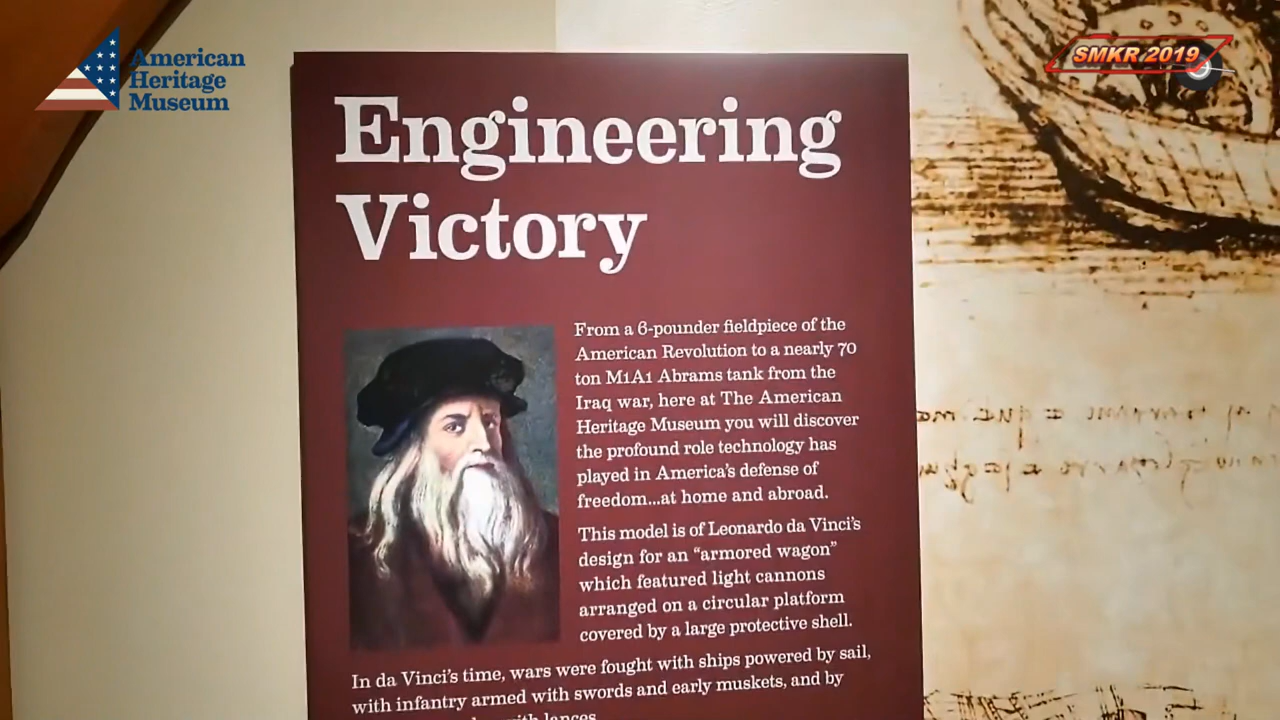 American
Heritage
Museum
SMKR 2019
Engineering
Victory
From a 6-pounder fieldpiece of the
American Revolution to a nearly 70
ton M1A1 Abrams tank from the
Iraq war, here at The American
Heritage Museum you will discover
the profound role technology has
played in America's defense of
freedom...at home and abroad.
This model is of Leonardo da Vinci's
design for an “armored wagon”
which featured light cannons
arranged on a circular platform
covered by a large protective shell.
In da Vinci's time, wars were fought with ships powered by sail,
with infantry armed with swords and early muskets, and by
with lances